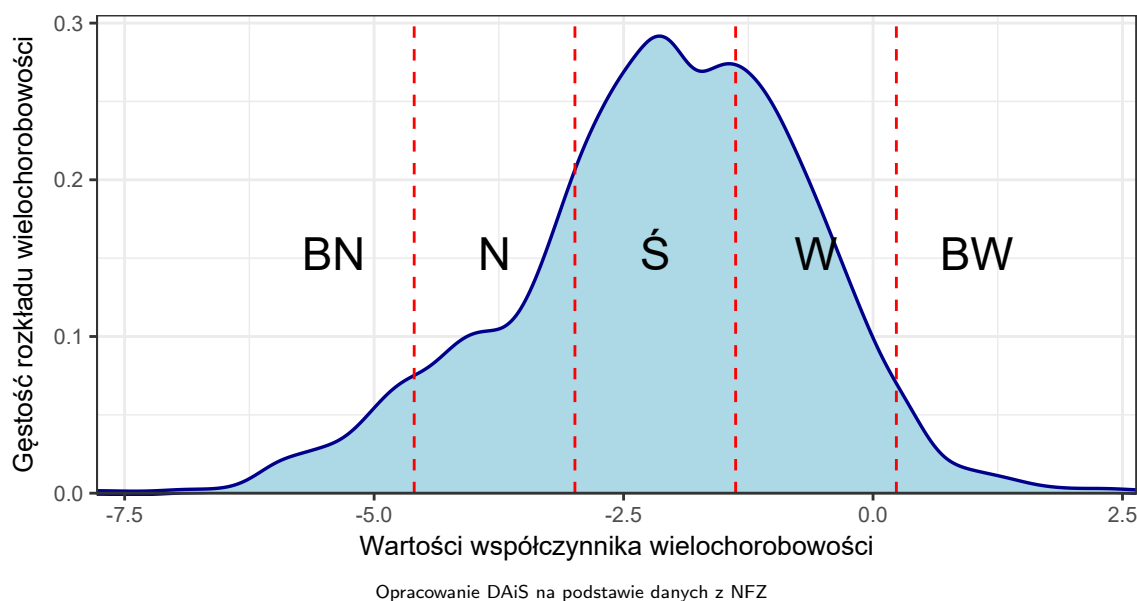 Gęstość rozkładu wielochorobowości
0.3
0.2
0.1
0.0
BN N Ś W BW
-7.5 -5.0 -2.5 0.0 2.5
Wartości współczynnika wielochorobowości
Opracowanie DAiS na podstawie danych z NFZ